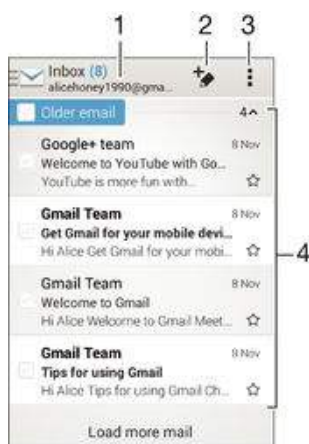 1 2 3
Inbox (8)
alicehoney1990@gma...
Older email 4
Google+ team 8 Nov
Welcome to YouTube with Go...
YouTube is more fun with...
Gmail Team 8 Nov
Get Gmail for your mobile devi...
Hi Alice Get Gmail for your mobi...
4
Gmail Team 8 Nov
Welcome to Gmail
Hi Alice Welcome to Gmail Meet...
Gmail Team 8 Nov
Tips for using Gmail
Hi Alice Tips for using Gmail Ch...
Load more mail